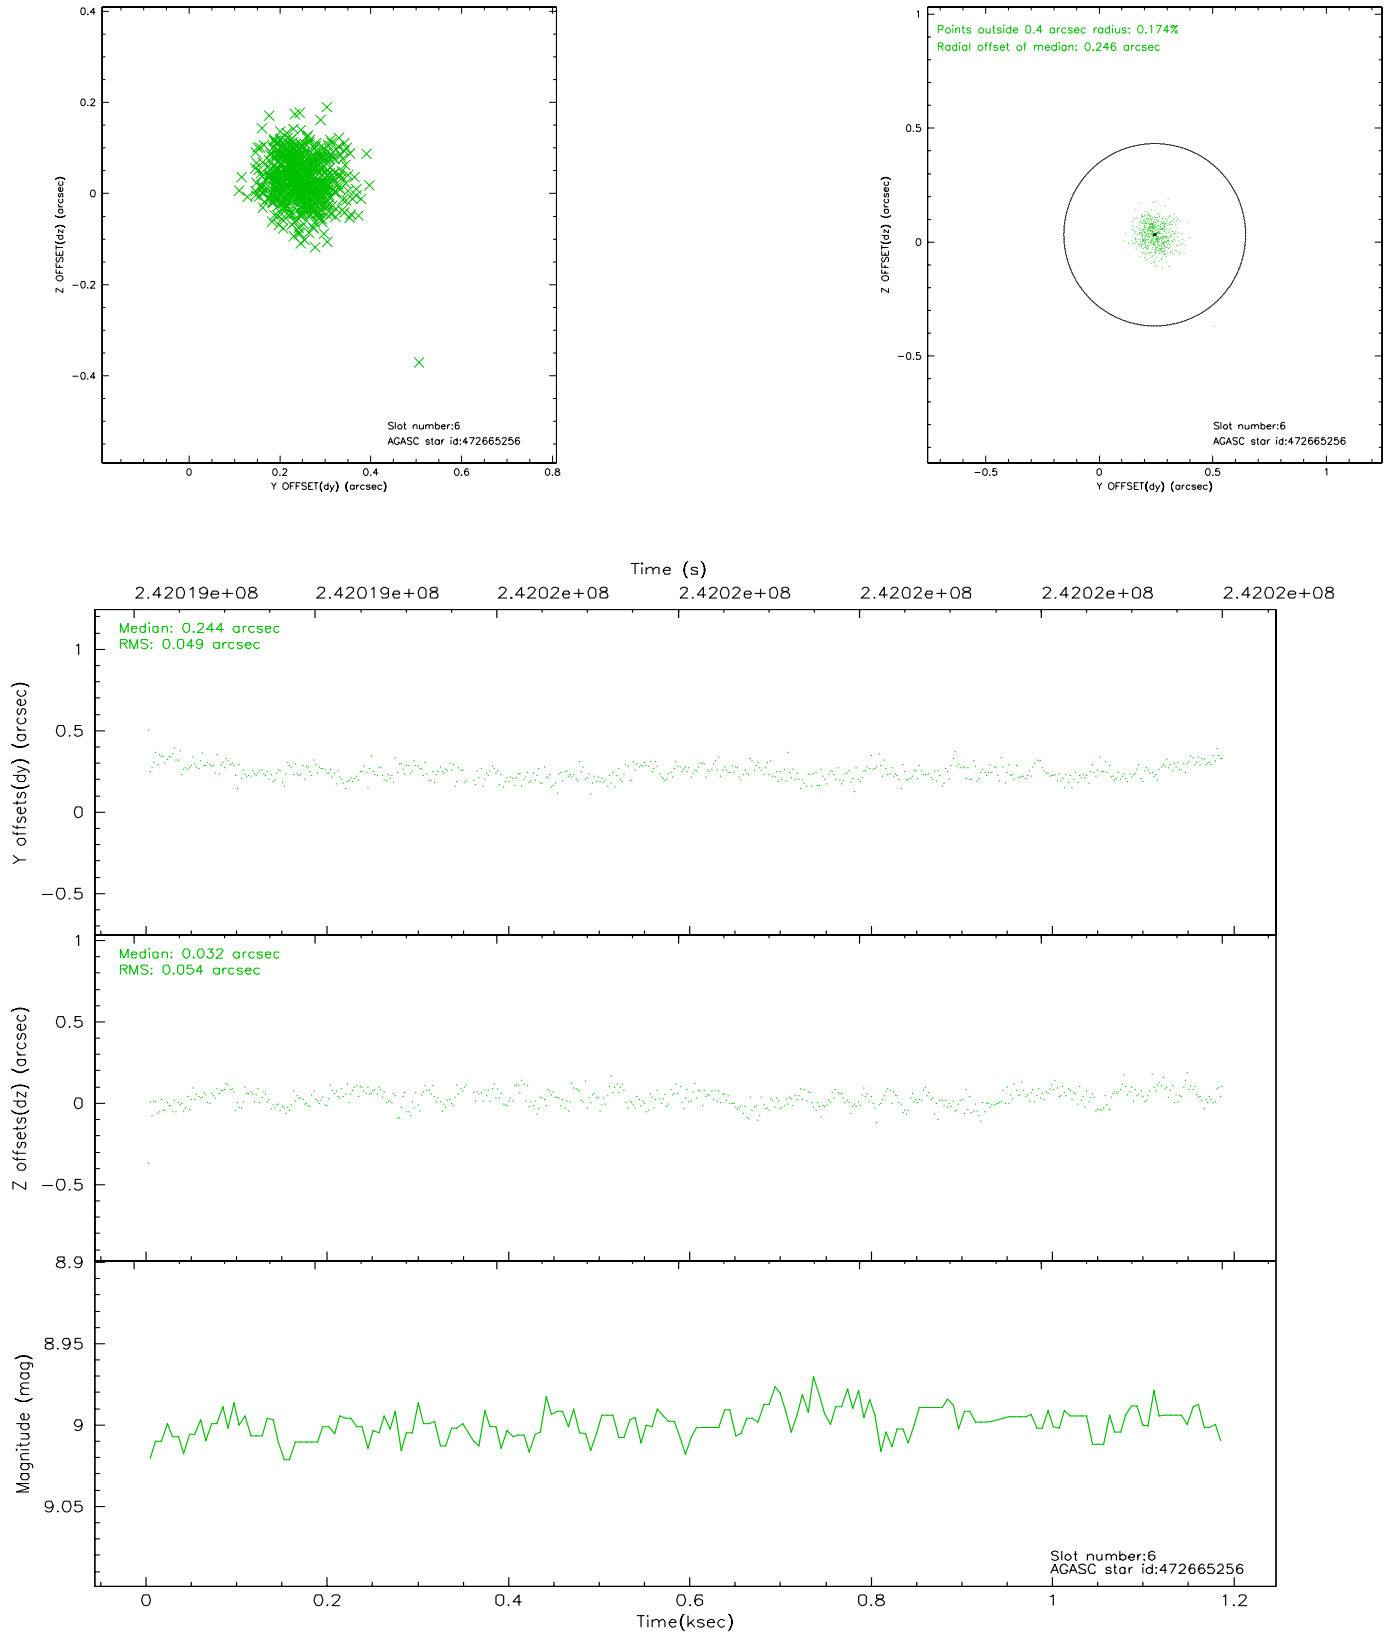 0.4
0.2
0
−0.2
−0.4
Z OFFSET(dz) (arcsec)
Slot number:6
AGASC star id:472665256
0 0.2 0.4 0.6 0.8
Y OFFSET(dy) (arcsec)
Points outside 0.4 arcsec radius: 0.174%
Radial offset of median: 0.246 arcsec
1
0.5
0
−0.5
Z OFFSET(dz) (arcsec)
Slot number:6
AGASC star id:472665256
−0.5 0 0.5 1
Y OFFSET(dy) (arcsec)
Time (s)
2.42019e+08 2.42019e+08 2.4202e+08 2.4202e+08 2.4202e+08 2.4202e+08 2.4202e+08
Median: 0.244 arcsec
RMS: 0.049 arcsec
1
0.5
0
−0.5
Y offsets(dy) (arcsec)
Median: 0.032 arcsec
RMS: 0.054 arcsec
1
0.5
0
−0.5
Z offsets(dz) (arcsec)
8.9
8.95
9
9.05
Magnitude (mag)
Slot number:6
AGASC star id:472665256
0 0.2 0.4 0.6 0.8 1 1.2
Time(ksec)